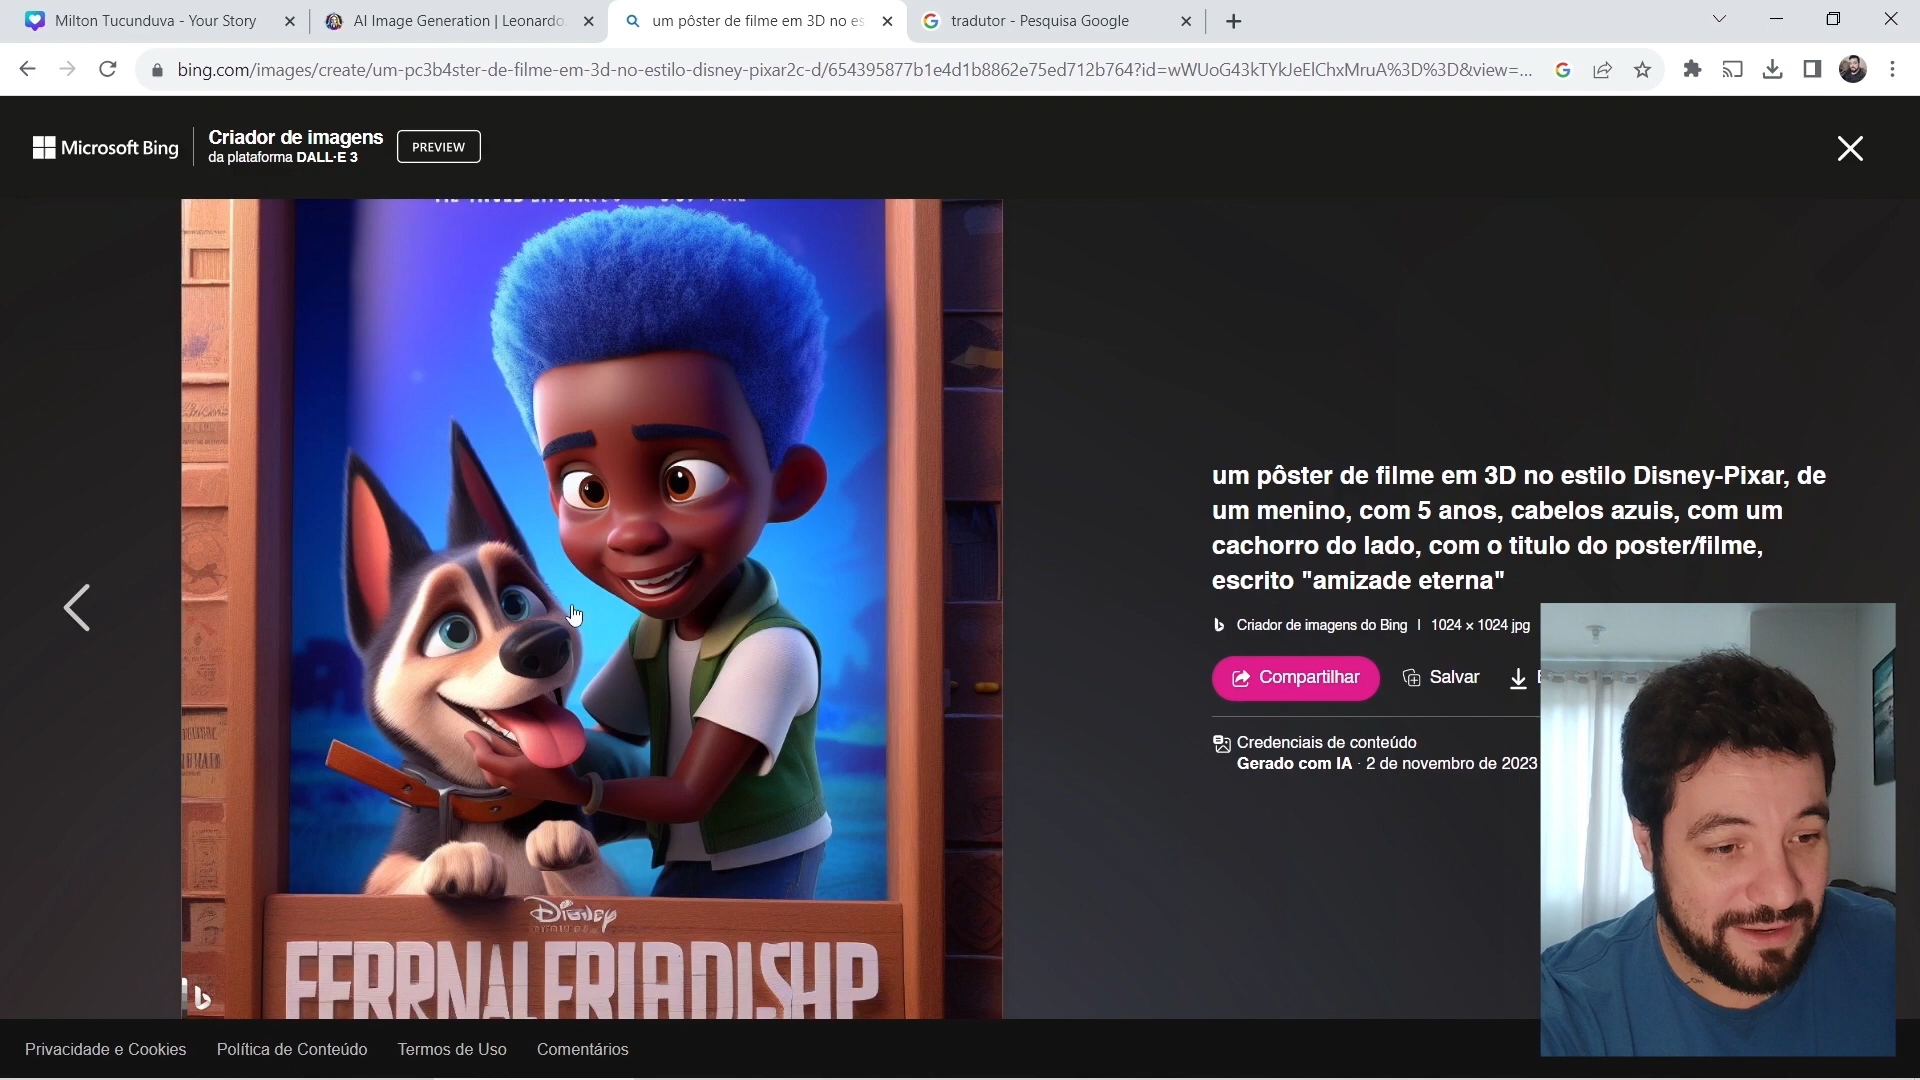 Milton Tucunduva - Your Story
AI Image Generation | Leonardo.
um pôster de filme em 3D no es
tradutor - Pesquisa Google
bing.com/images/create/um-pc3b4ster-de-filme-em-3d-no-estilo-disney-pixar2c-d/654395877b1e4d1b8862e75ed712b764?id=wWUoG43kTYkJeElChxMruA%3D%3D&view=...
Microsoft Bing
Criador de imagens
da plataforma DALL·E 3
PREVIEW
um pôster de filme em 3D no estilo Disney-Pixar, de
um menino, com 5 anos, cabelos azuis, com um
cachorro do lado, com o titulo do poster/filme,
escrito "amizade eterna"
Criador de imagens do Bing | 1024 × 1024 jpg
Compartilhar
Salvar
Credenciais de conteúdo
Gerado com IA · 2 de novembro de 2023
Disney
FERRNAL FRIADLSHP
Privacidade e Cookies
Política de Conteúdo
Termos de Uso
Comentários